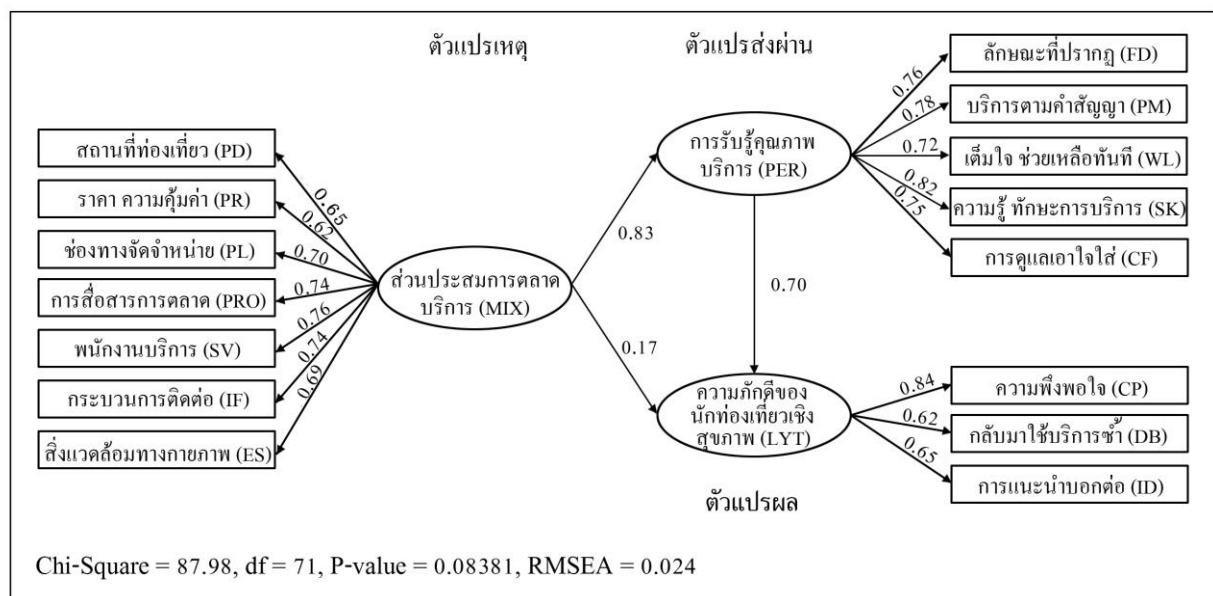 ตัวแปรเหตุ
ตัวแปรส่งผ่าน
สถานที่ท่องเที่ยว (PD)
ราคา ความคุ้มค่า (PR)
ช่องทางจัดจำหน่าย (PL)
การสื่อสารการตลาด (PRO)
พนักงานบริการ (SV)
กระบวนการติดต่อ (IF)
สิ่งแวดล้อมทางกายภาพ (ES)
0.65
0.62
0.70
0.74
0.76
0.74
0.69
ส่วนประสมการตลาด
บริการ (MIX)
0.83
0.17
การรับรู้คุณภาพ
บริการ (PER)
0.70
ความภักดีของ
นักท่องเที่ยวเชิง
สุขภาพ (LYT)
ตัวแปรผล
0.76
0.78
0.72
0.82
0.75
ลักษณะที่ปรากฏ (FD)
บริการตามคำสัญญา (PM)
เต็มใจ ช่วยเหลือทันที (WL)
ความรู้ ทักษะการบริการ (SK)
การดูแลเอาใจใส่ (CF)
0.84
0.62
0.65
ความพึงพอใจ (CP)
กลับมาใช้บริการซ้ำ (DB)
การแนะนำบอกต่อ (ID)
Chi-Square = 87.98, df = 71, P-value = 0.08381, RMSEA = 0.024